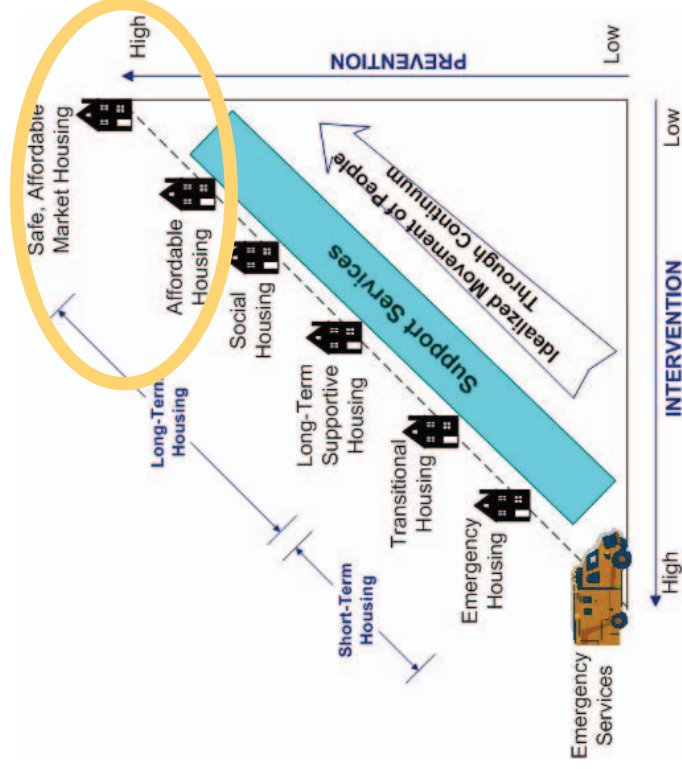 Safe, Affordable
Market Housing
Affordable
Housing
Social
Housing
Long-Term
Supportive
Housing
Transitional
Housing
Emergency
Housing
Emergency
Services
Long-Term
Housing
Short-Term
Housing
Support Services
Idealized Movement of People
Through Continuum
High
PREVENTION
Low
High
INTERVENTION
Low